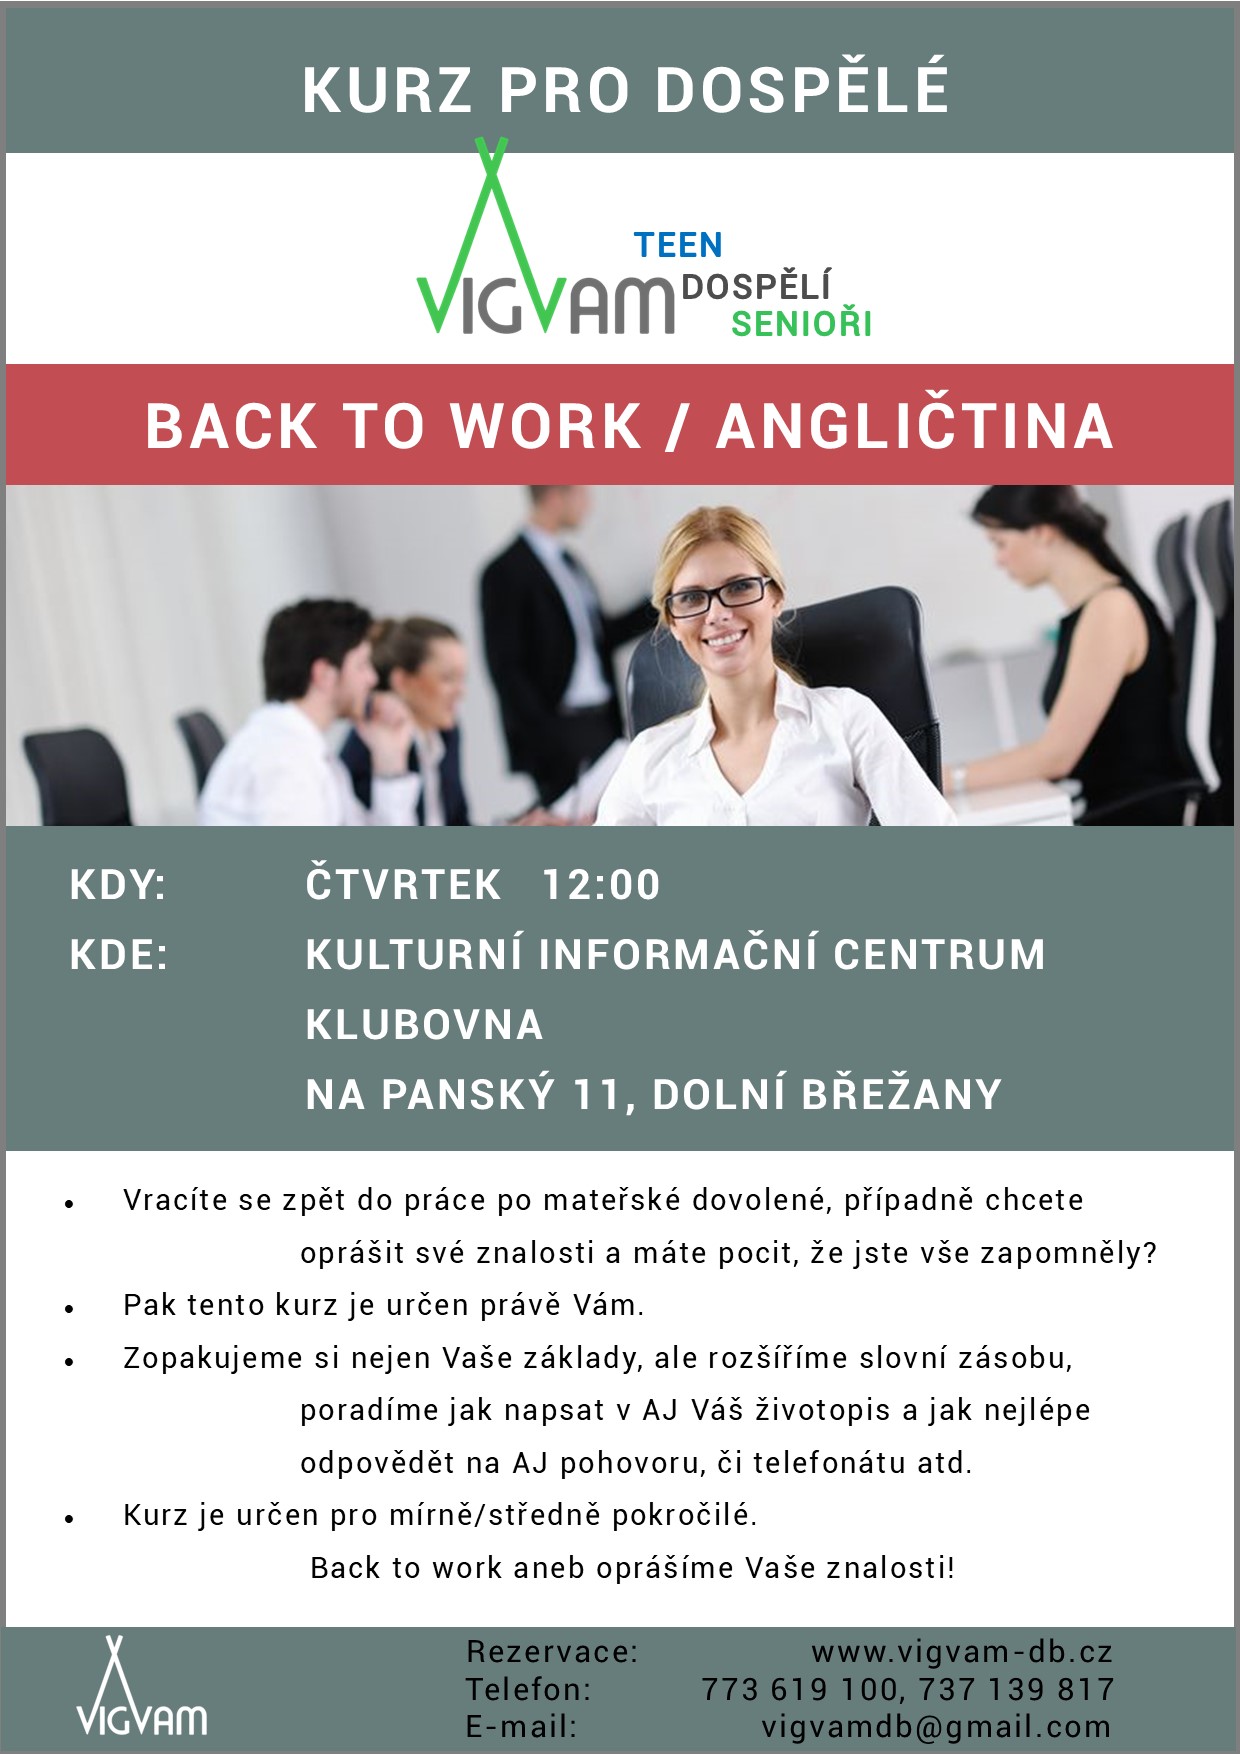 KURZ PRO DOSPĚLÉ
VIGVAM
TEEN
DOSPĚLÍ
SENIOŘI
BACK TO WORK / ANGLIČTINA
KDY: ČTVRTEK 12:00
KDE: KULTURNÍ INFORMAČNÍ CENTRUM
KLUBOVNA
NA PANSKÝ 11, DOLNÍ BŘEŽANY
• Vracíte se zpět do práce po mateřské dovolené, případně chcete
oprášit své znalosti a máte pocit, že jste vše zapomněly?
• Pak tento kurz je určen právě Vám.
• Zopakujeme si nejen Vaše základy, ale rozšíříme slovní zásobu,
poradíme jak napsat v AJ Váš životopis a jak nejlépe
odpovědět na AJ pohovoru, či telefonátu atd.
• Kurz je určen pro mírně/středně pokročilé.
Back to work aneb oprášíme Vaše znalosti!
VIGVAM
Rezervace: www.vigvam-db.cz
Telefon: 773 619 100, 737 139 817
E-mail: vigvamdb@gmail.com